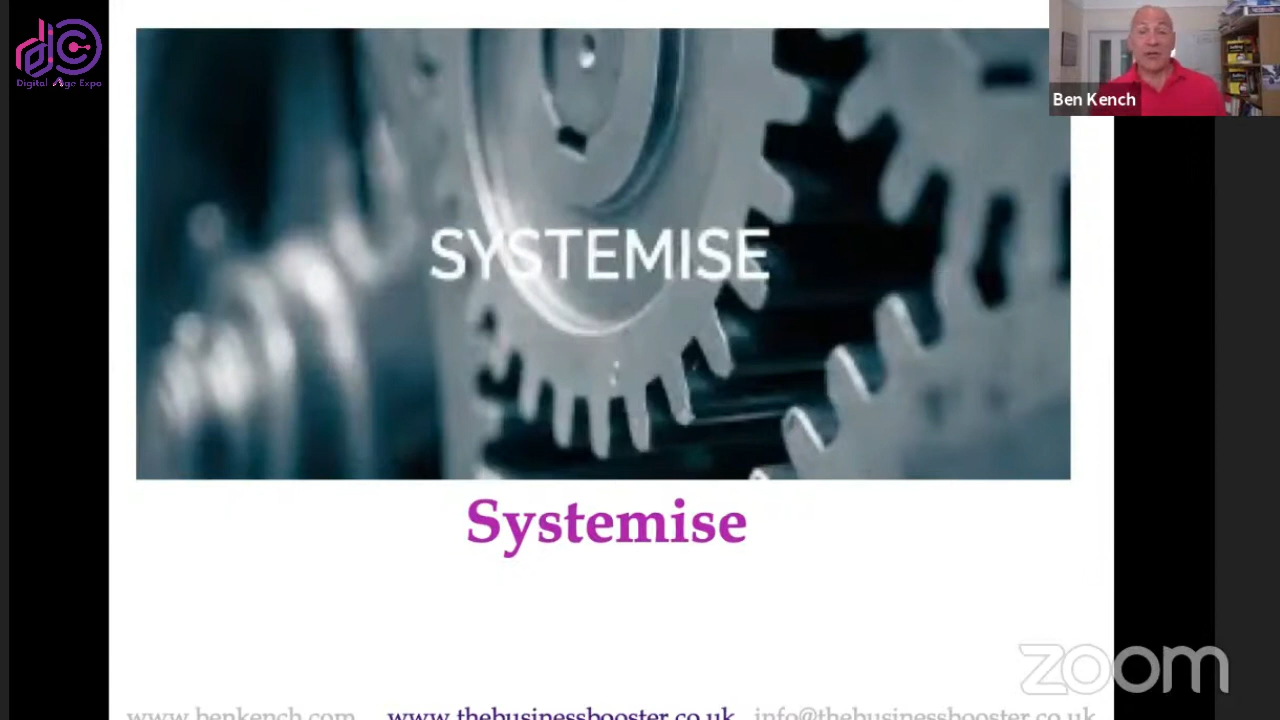 Digital Age Expo
Ben Kench
SYSTEMISE
Systemise
zoom
www.benkench.com www.thebusinessbooster.co.uk info@thebusinessbooster.co.uk